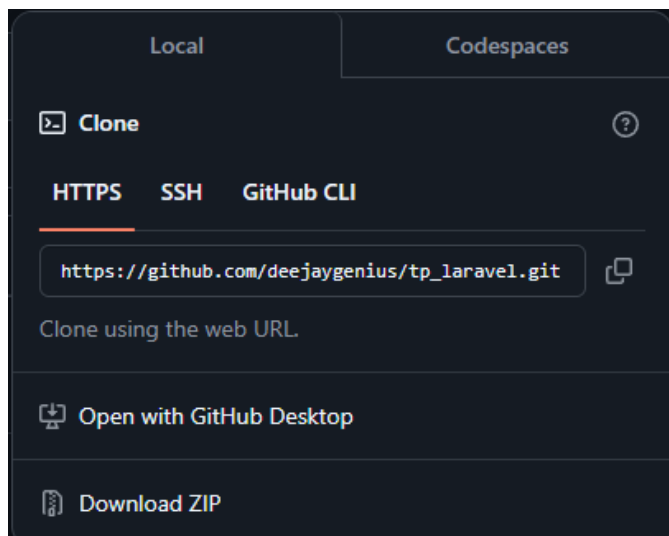 Local
Codespaces
Clone
HTTPS SSH GitHub CLI
https://github.com/deejaygenius/tp_laravel.git
Clone using the web URL.
Open with GitHub Desktop
Download ZIP